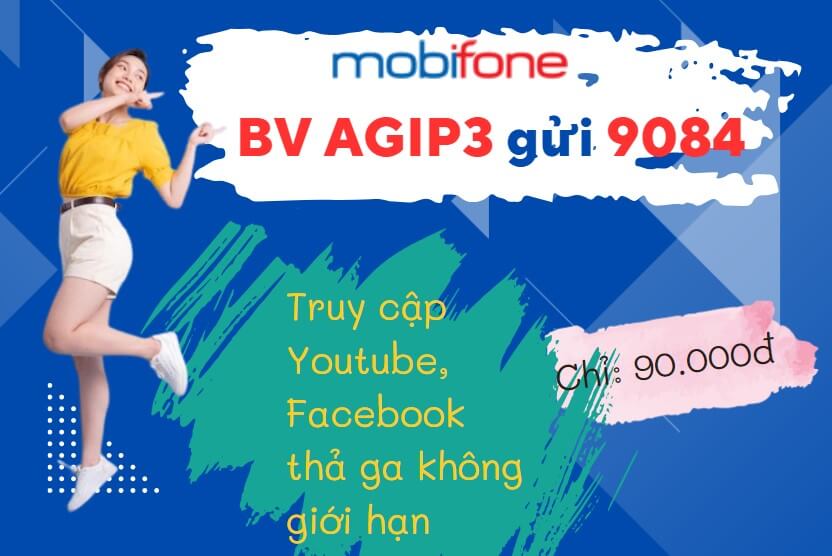 mobifone
BV AGIP3 gửi 9084
Truy cập
Youtube,
Facebook
thả ga không
giới hạn
Chỉ: 90.000đ